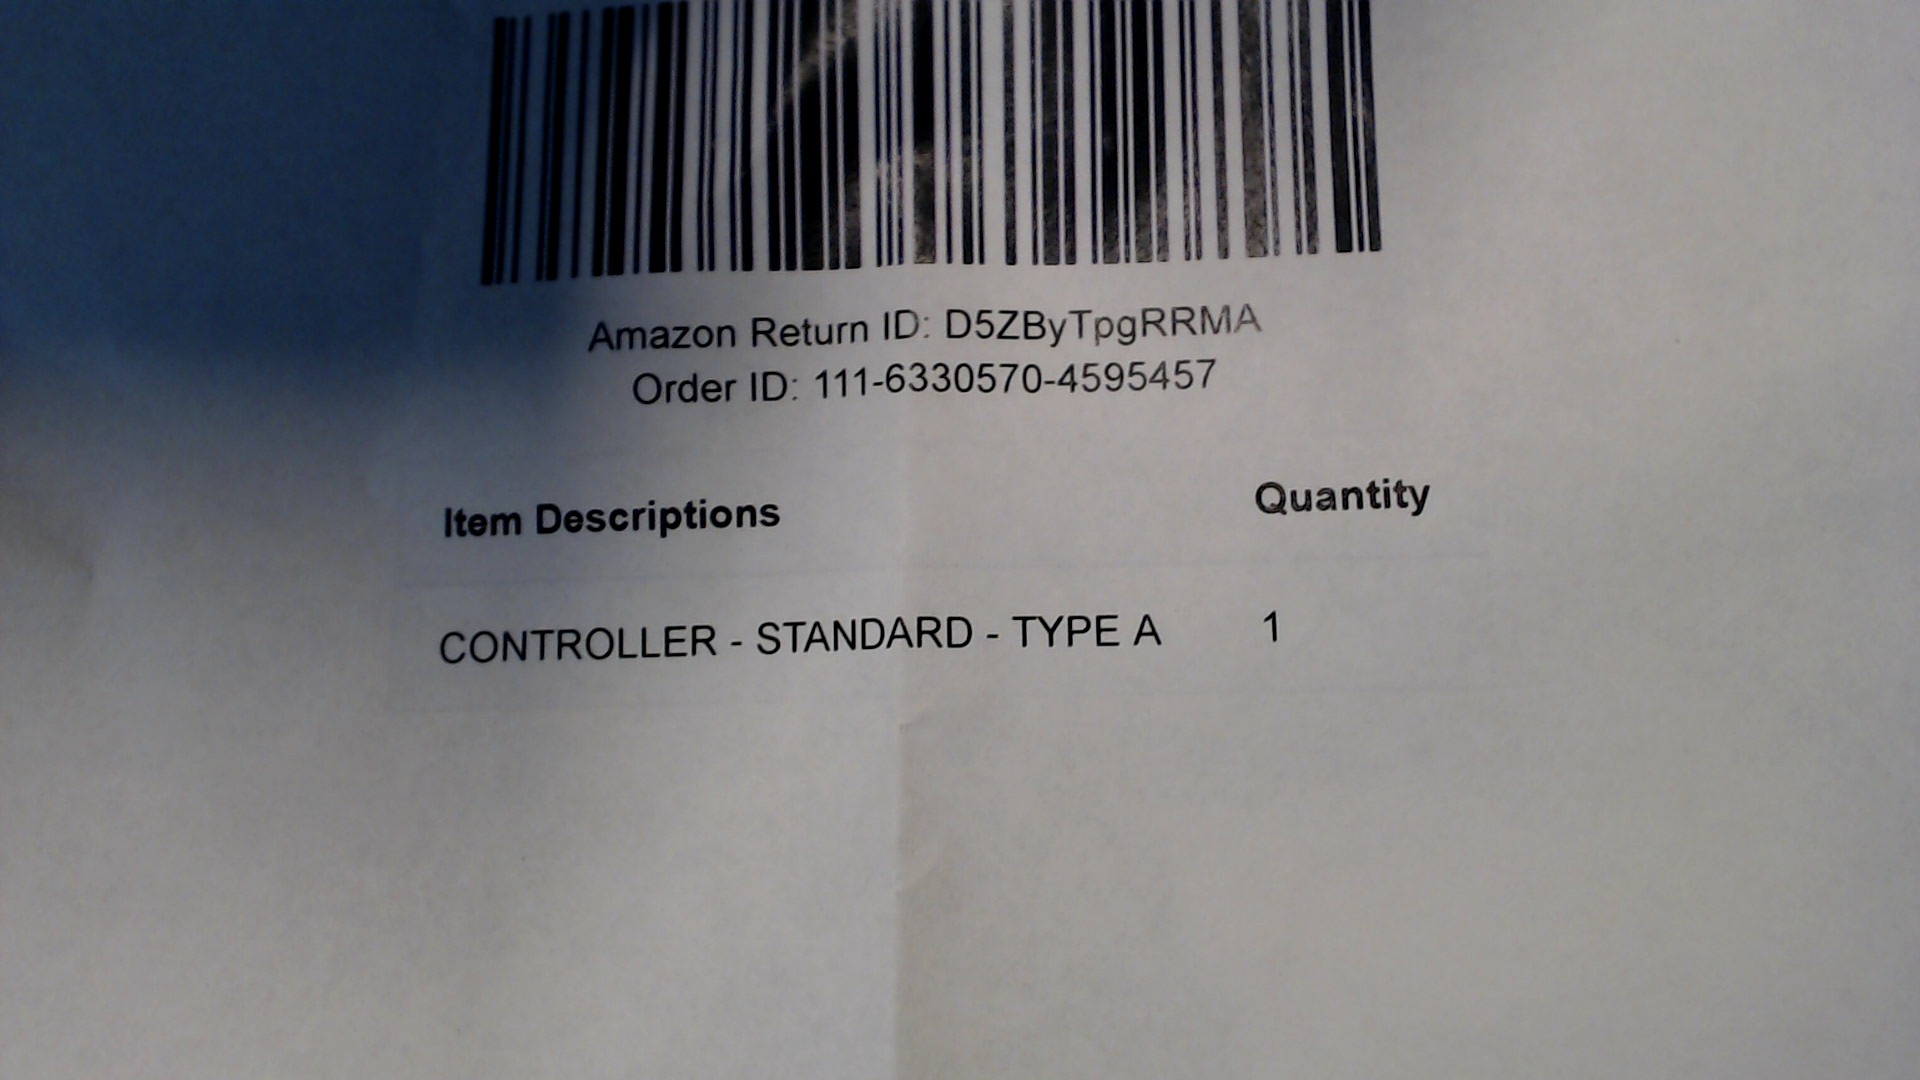 Amazon Return ID: D5ZByTpgRRMA
Order ID: 111-6330570-4595457
Item Descriptions Quantity
CONTROLLER - STANDARD - TYPE A 1